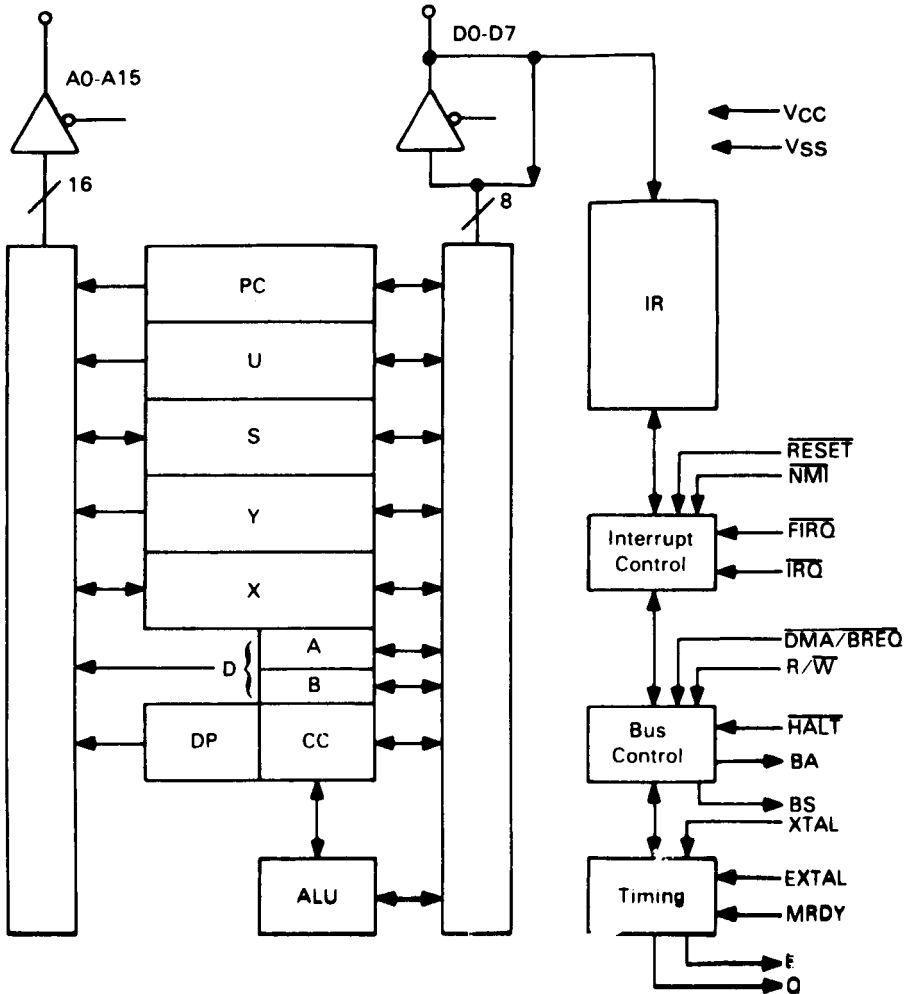 D0-D7
A0-A15
VCC
VSS
16
8
PC
IR
U
S
RESET
NMI
Y
FIRQ
Interrupt
Control
IRQ
X
A
DMA/BREQ
D {
R/W
B
HALT
DP
CC
Bus
Control
BA
BS
XTAL
EXTAL
ALU
Timing
MRDY
E
Q